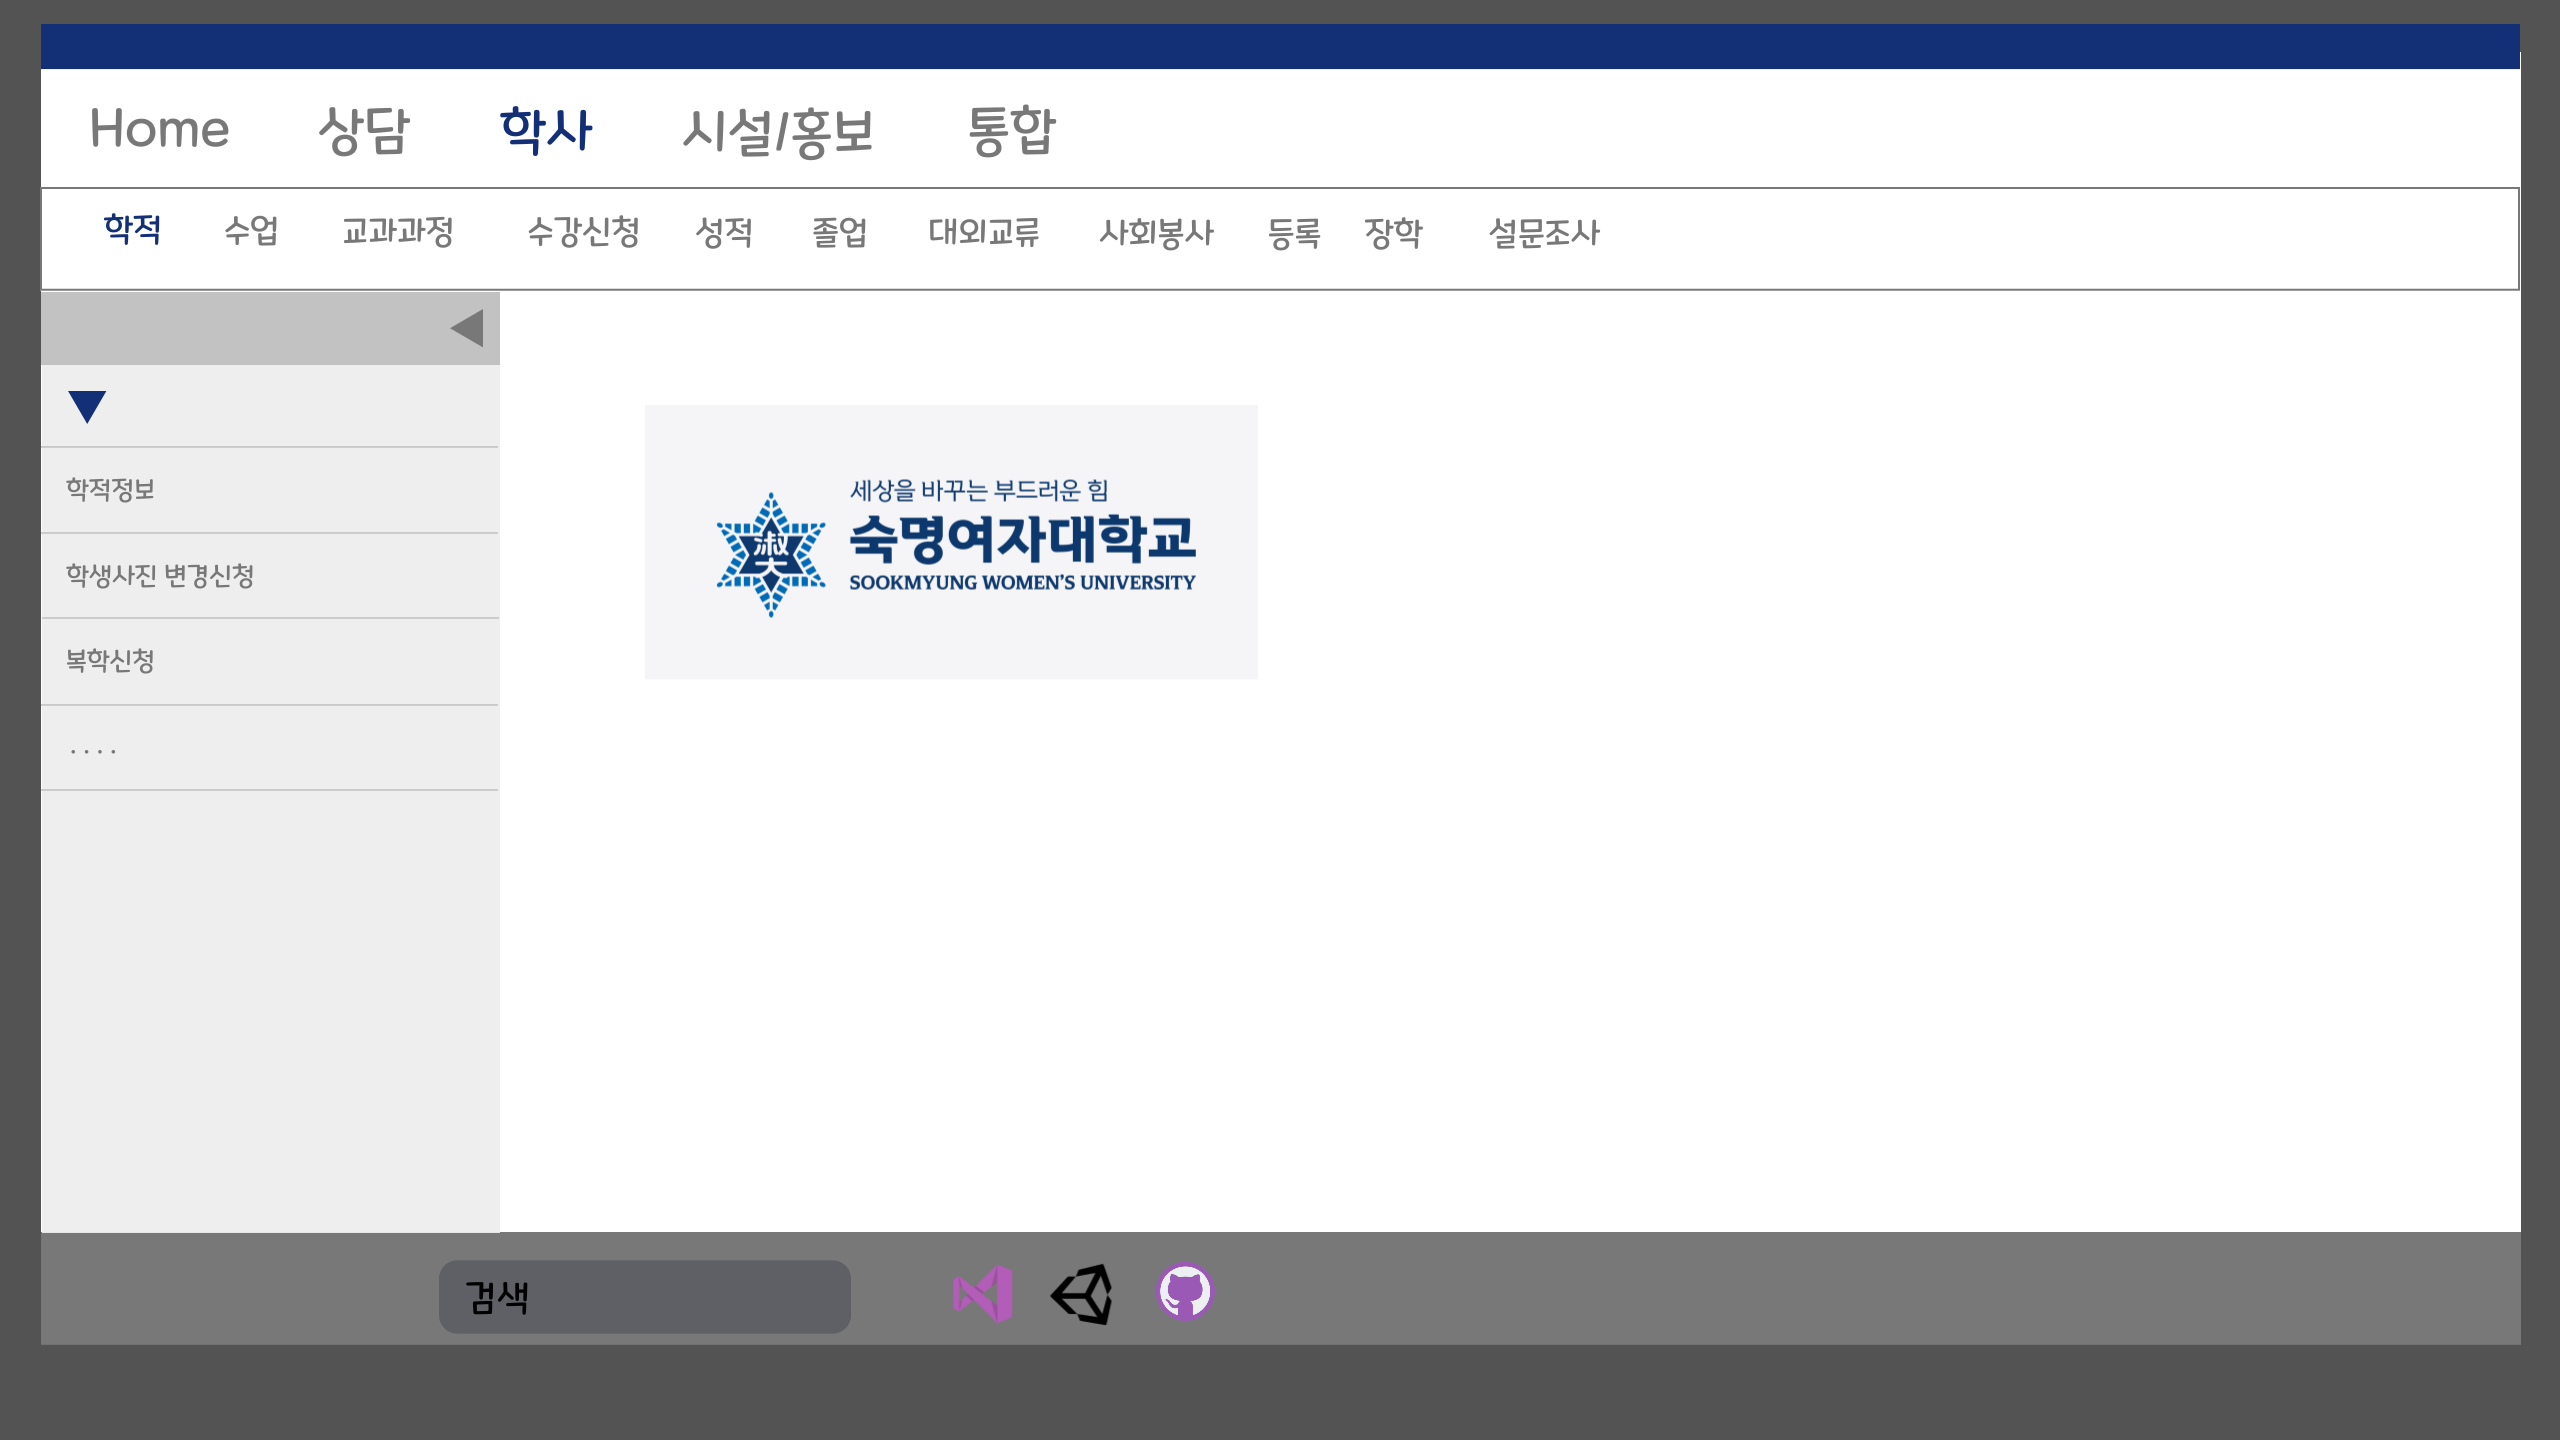 Home 상담 학사 시설/홍보 통합
학적 수업 교과과정 수강신청 성적 졸업 대외교류 사회봉사 등록 장학 설문조사
학적정보
학생사진 변경신청
복학신청
. . . .
세상을 바꾸는 부드러운 힘
淑大
숙명여자대학교
SOOKMYUNG WOMEN'S UNIVERSITY
검색